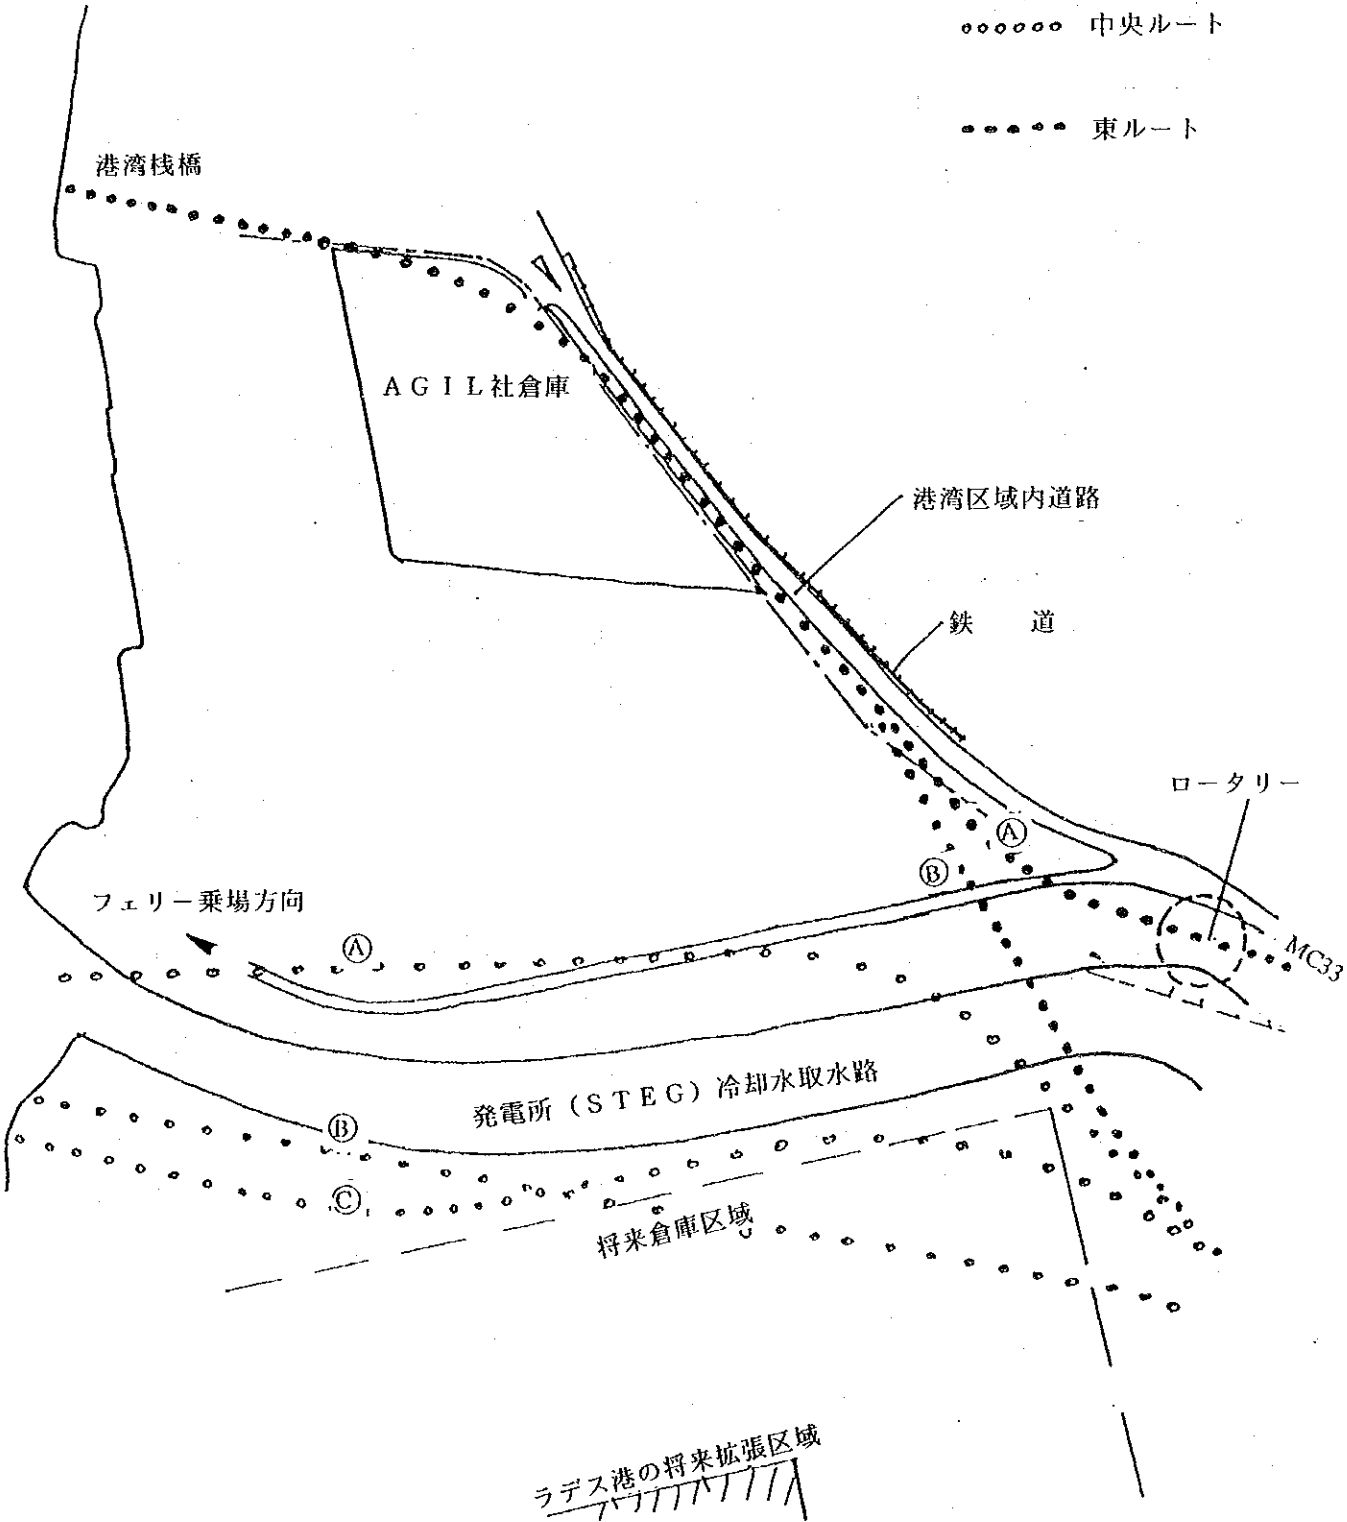 中央ルート
東ルート
港湾桟橋
AGIL社倉庫
港湾区域内道路
鉄 道
ロータリー
Ⓐ
Ⓑ
フェリー乗場方向
Ⓐ
MC33
発電所(STEG)冷却水取水路
Ⓑ
Ⓒ
将来倉庫区域
ラデス港の将来拡張区域